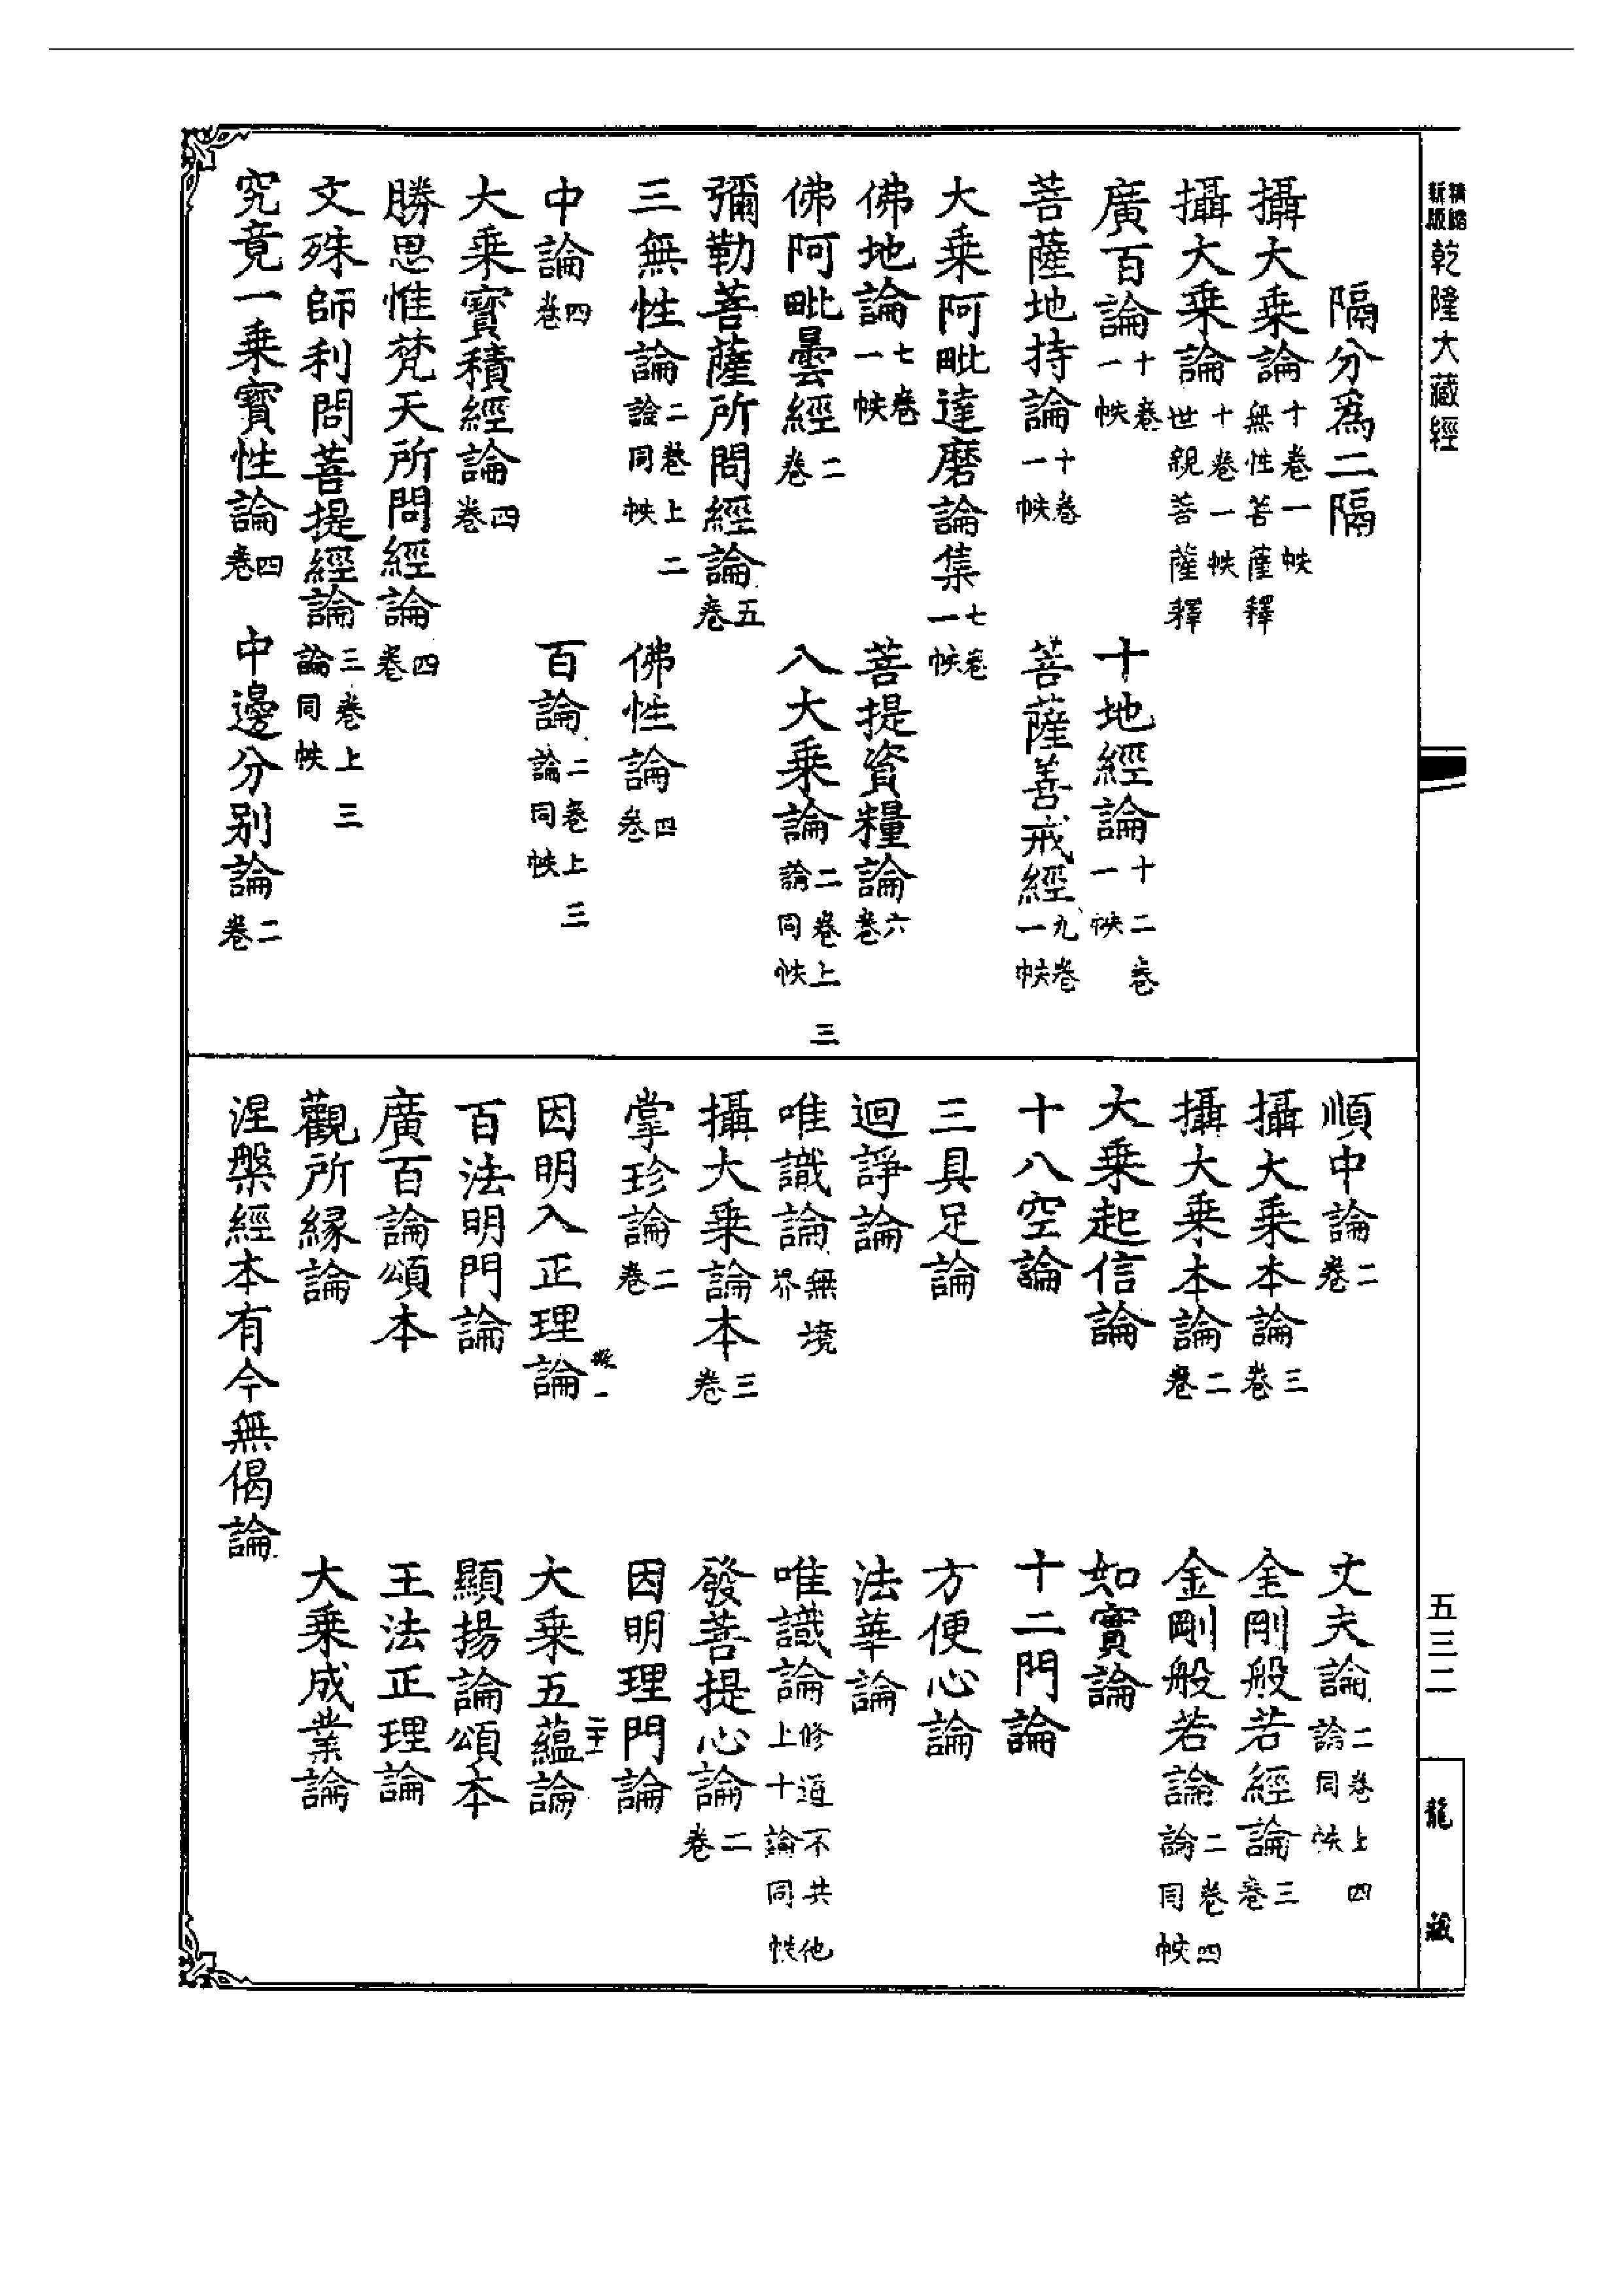 精縮新版乾隆大藏經
隔分為二隔
攝大乘論十卷一帙無性菩薩釋
攝大乘論十卷一帙世親菩薩釋
廣百論十卷一帙 十地經論十二卷一帙
菩薩地持論十卷一帙 菩薩善戒經九卷一帙
大乘阿毗達磨論集七卷一帙
佛地論七卷一帙 菩提資糧論六卷
佛阿毗曇經二卷 八大乘論二卷上三論同帙
彌勒菩薩所問經論五卷
三無性論二卷上二論同帙 佛性論四卷
中論四卷 百論二卷上三論同帙
大乘寶積經論四卷
勝思惟梵天所問經論四卷
文殊師利問菩提經論三卷上三論同帙
究竟一乘寶性論四卷 中邊分别論二卷
順中論二卷 丈夫論二卷上四論同帙
攝大乘本論三卷 金剛般若經論三卷
攝大乘本論二卷 金剛般若論二卷四論同帙
大乘起信論 如實論
十八空論 十二門論
三具足論 方便心論
迴諍論 法華論
唯識論無境界 唯識論修道不共他上十論同帙
攝大乘論本三卷 發菩提心論二卷
掌珍論二卷 因明理門論
因明入正理論 大乘五蘊論
百法明門論 顯揚論頌本
廣百論頌本 王法正理論
觀所緣論 大乘成業論
涅槃經本有今無偈論
五三二
龍藏